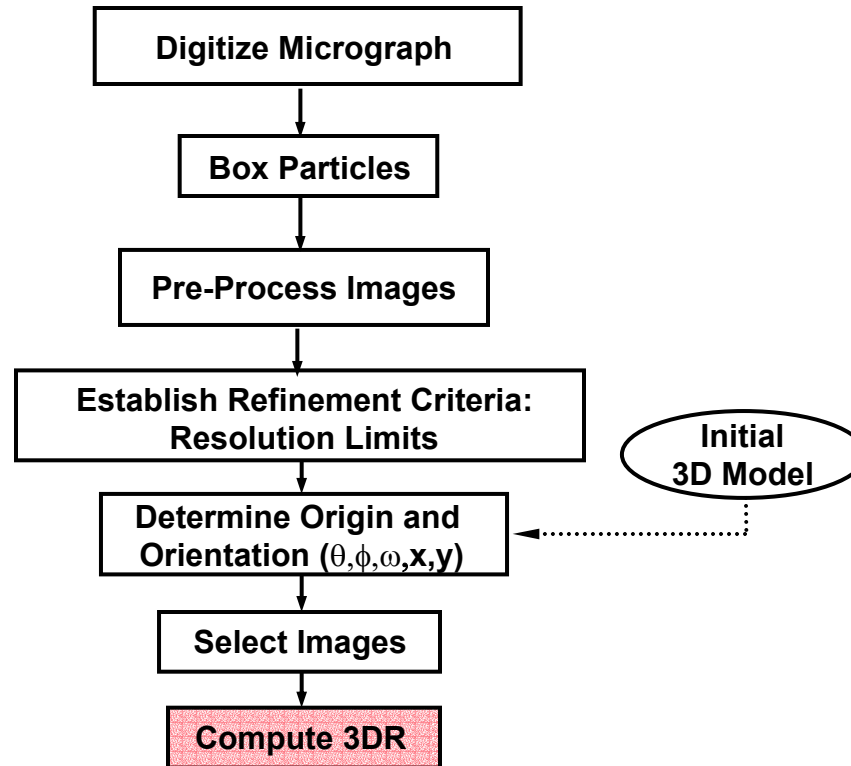 Digitize Micrograph
Box Particles
Pre-Process Images
Establish Refinement Criteria:
Resolution Limits
Initial
3D Model
Determine Origin and
Orientation (θ,ϕ,ω,x,y)
Select Images
Compute 3DR